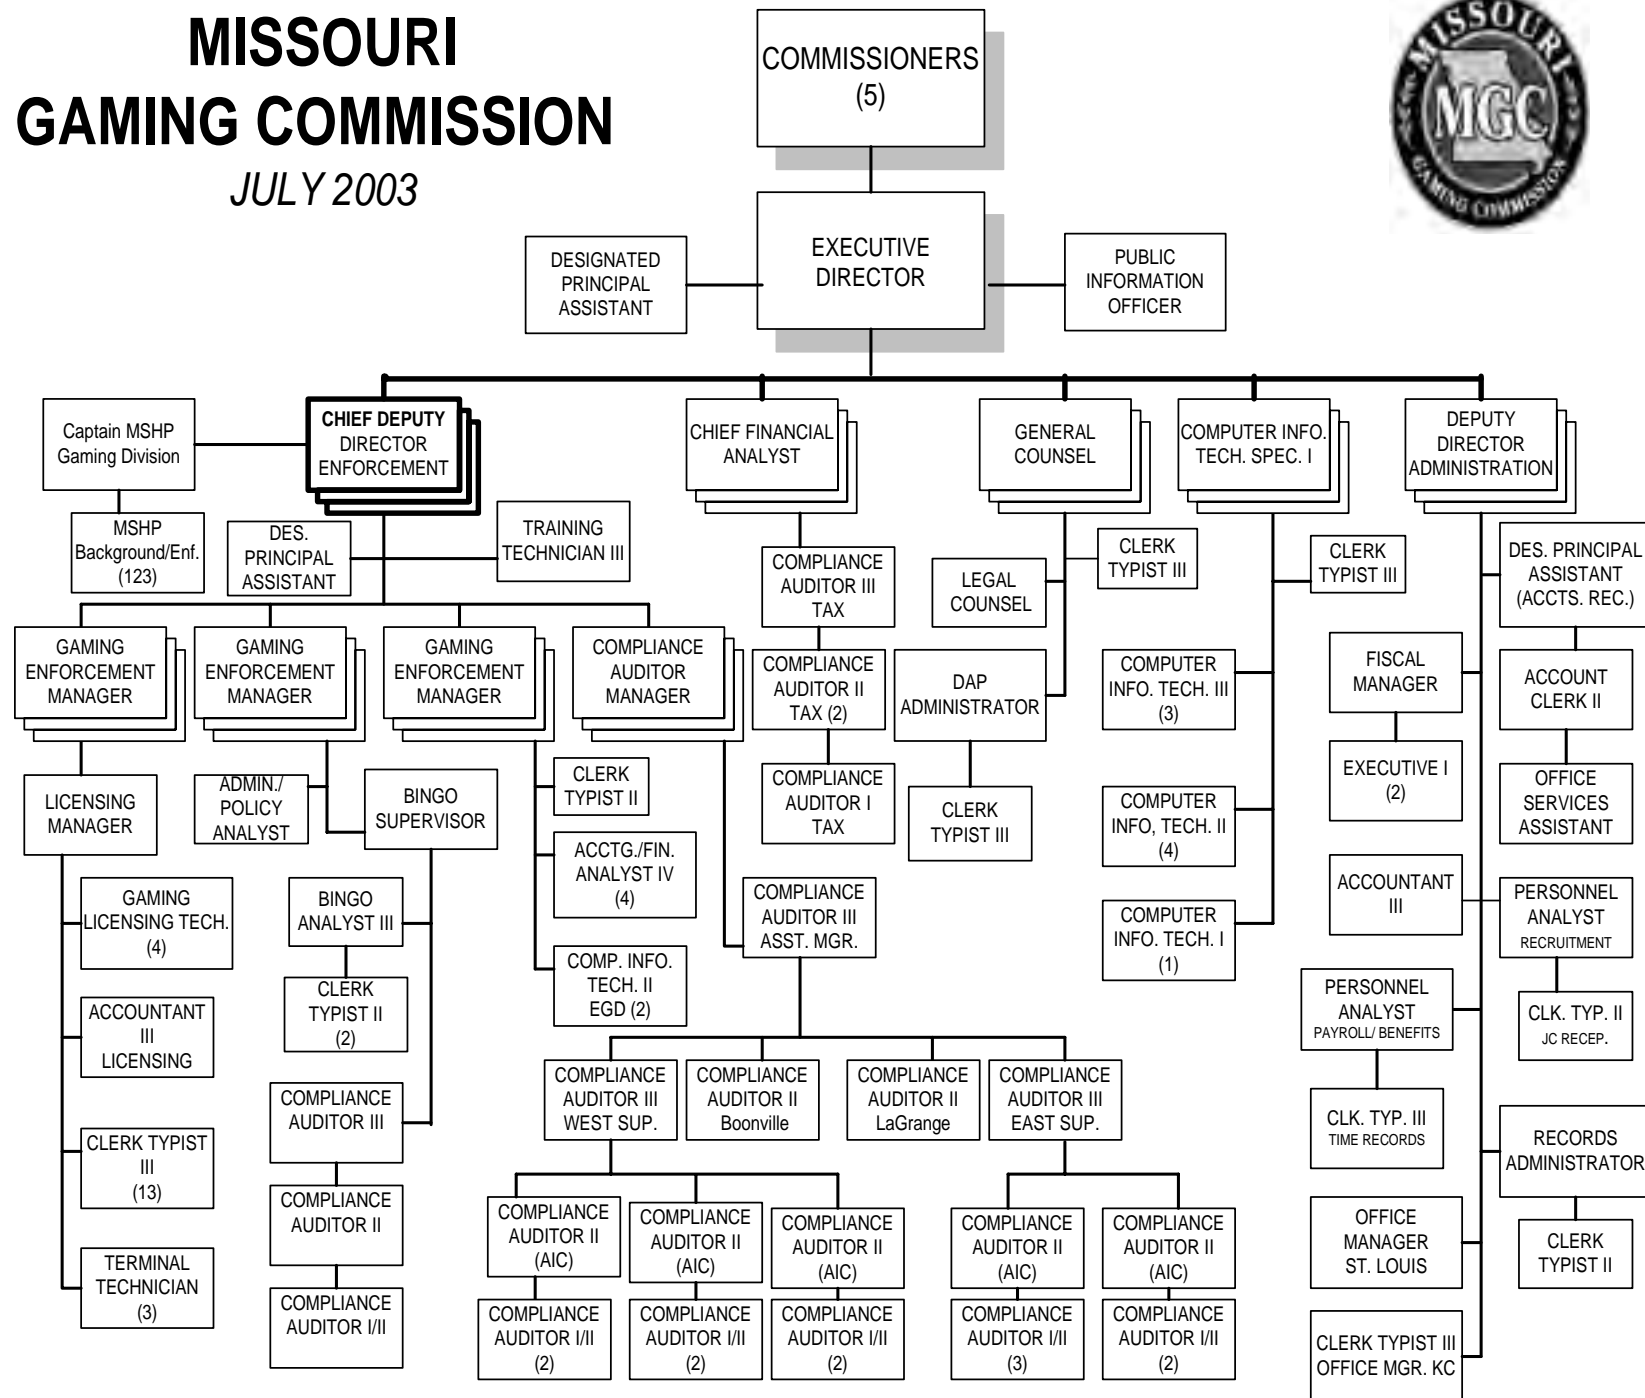 MISSOURI
GAMING COMMISSION
JULY 2003
COMMISSIONERS
(5)
MISSOURI
MGC
GAMING COMMISSION
EXECUTIVE
DIRECTOR
DESIGNATED
PRINCIPAL
ASSISTANT
PUBLIC
INFORMATION
OFFICER
Captain MSHP
Gaming Division
CHIEF DEPUTY
DIRECTOR
ENFORCEMENT
CHIEF FINANCIAL
ANALYST
GENERAL
COUNSEL
COMPUTER INFO.
TECH. SPEC. I
DEPUTY
DIRECTOR
ADMINISTRATION
MSHP
Background/Enf.
(123)
DES.
PRINCIPAL
ASSISTANT
TRAINING
TECHNICIAN III
COMPLIANCE
AUDITOR III
TAX
LEGAL
COUNSEL
CLERK
TYPIST III
CLERK
TYPIST III
DES. PRINCIPAL
ASSISTANT
(ACCTS. REC.)
GAMING
ENFORCEMENT
MANAGER
GAMING
ENFORCEMENT
MANAGER
GAMING
ENFORCEMENT
MANAGER
COMPLIANCE
AUDITOR
MANAGER
COMPLIANCE
AUDITOR II
TAX (2)
DAP
ADMINISTRATOR
COMPUTER
INFO. TECH. III
(3)
FISCAL
MANAGER
ACCOUNT
CLERK II
LICENSING
MANAGER
ADMIN./
POLICY
ANALYST
BINGO
SUPERVISOR
CLERK
TYPIST II
COMPLIANCE
AUDITOR I
TAX
CLERK
TYPIST III
COMPUTER
INFO, TECH. II
(4)
EXECUTIVE I
(2)
OFFICE
SERVICES
ASSISTANT
GAMING
LICENSING TECH.
(4)
BINGO
ANALYST III
ACCTG./FIN.
ANALYST IV
(4)
COMPLIANCE
AUDITOR III
ASST. MGR.
COMPUTER
INFO. TECH. I
(1)
ACCOUNTANT
III
PERSONNEL
ANALYST
RECRUITMENT
ACCOUNTANT
III
LICENSING
CLERK
TYPIST II
(2)
COMP. INFO.
TECH. II
EGD (2)
PERSONNEL
ANALYST
PAYROLL/ BENEFITS
CLK. TYP. II
JC RECEP.
COMPLIANCE
AUDITOR III
COMPLIANCE
AUDITOR III
WEST SUP.
COMPLIANCE
AUDITOR II
Boonville
COMPLIANCE
AUDITOR II
LaGrange
COMPLIANCE
AUDITOR III
EAST SUP.
CLK. TYP. III
TIME RECORDS
RECORDS
ADMINISTRATOR
CLERK TYPIST
III
(13)
COMPLIANCE
AUDITOR II
COMPLIANCE
AUDITOR II
(AIC)
COMPLIANCE
AUDITOR II
(AIC)
COMPLIANCE
AUDITOR II
(AIC)
COMPLIANCE
AUDITOR II
(AIC)
COMPLIANCE
AUDITOR II
(AIC)
OFFICE
MANAGER
ST. LOUIS
CLERK
TYPIST II
TERMINAL
TECHNICIAN
(3)
COMPLIANCE
AUDITOR I/II
COMPLIANCE
AUDITOR I/II
(2)
COMPLIANCE
AUDITOR I/II
(2)
COMPLIANCE
AUDITOR I/II
(2)
COMPLIANCE
AUDITOR I/II
(3)
COMPLIANCE
AUDITOR I/II
(2)
CLERK TYPIST III
OFFICE MGR. KC